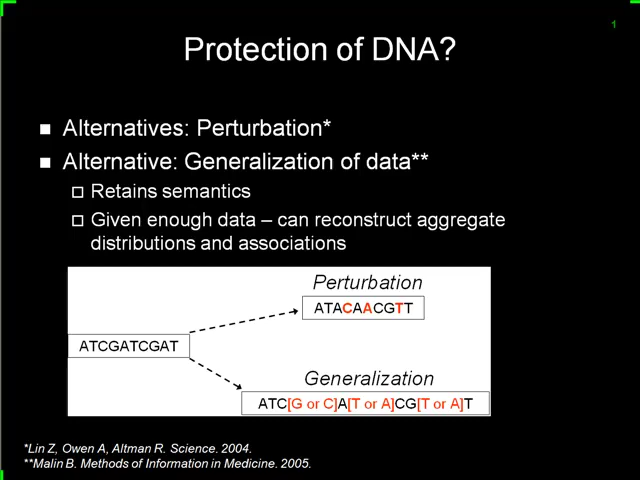 1
Protection of DNA?
Alternatives: Perturbation*
Alternative: Generalization of data**
Retains semantics
Given enough data – can reconstruct aggregate
distributions and associations
Perturbation
ATACAACGTT
ATCGATCGAT
Generalization
ATC[G or C]A[T or A]CG[T or A]T
*Lin Z, Owen A, Altman R. Science. 2004.
**Malin B. Methods of Information in Medicine. 2005.